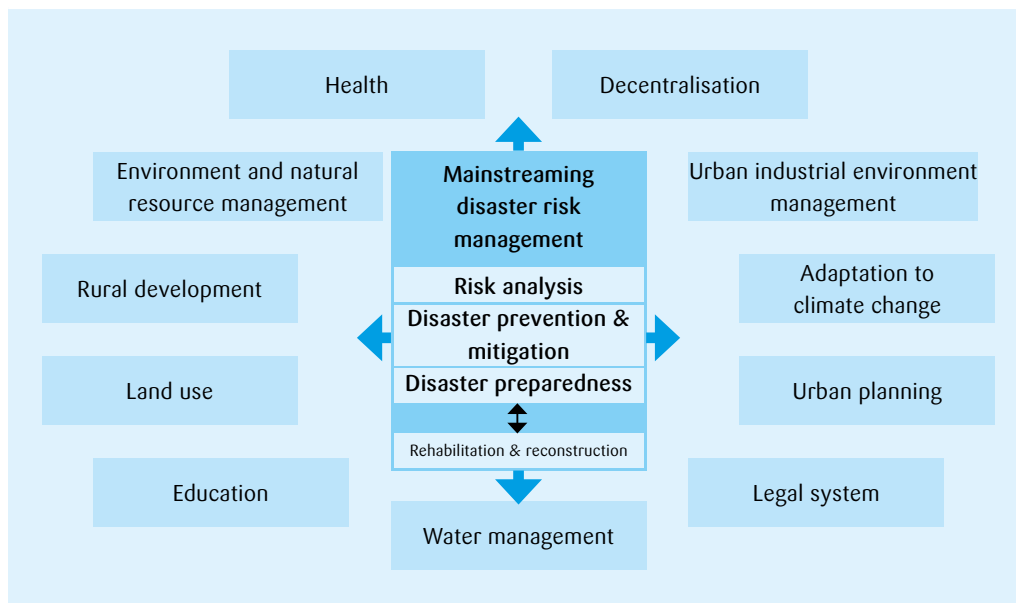 Health
Decentralisation
Environment and natural
resource management
Mainstreaming
disaster risk
management
Urban industrial environment
management
Rural development
Risk analysis
Disaster prevention &
mitigation
Disaster preparedness
Adaptation to
climate change
Land use
Urban planning
Rehabilitation & reconstruction
Education
Legal system
Water management